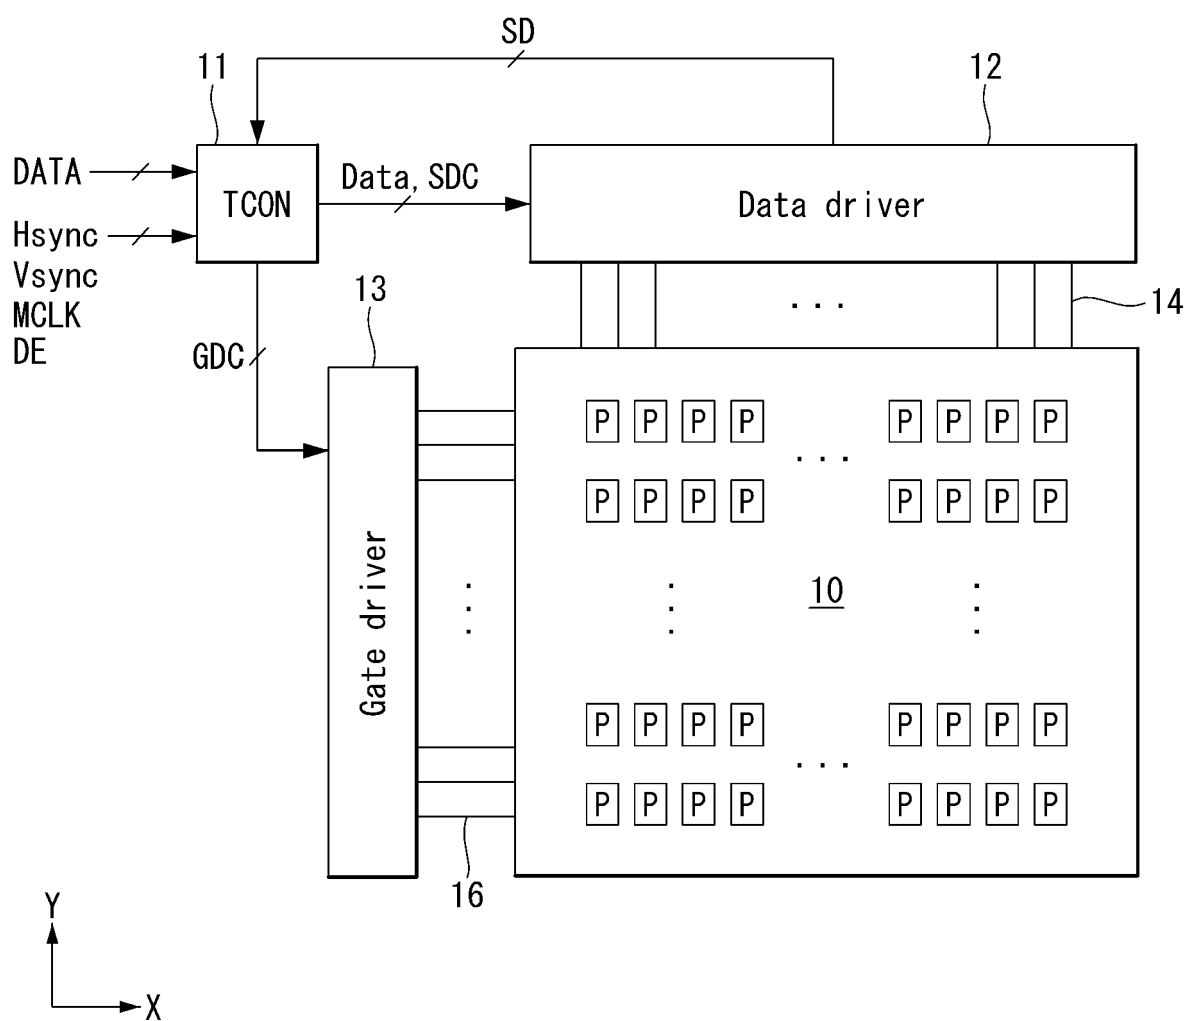 SD
11
12
DATA
TCON
Data, SDC
Data driver
Hsync
Vsync
MCLK
DE
13
14
GDC
P P P P ... P P P P
P P P P ... P P P P
Gate driver
10
P P P P ... P P P P
P P P P ... P P P P
16
Y
X